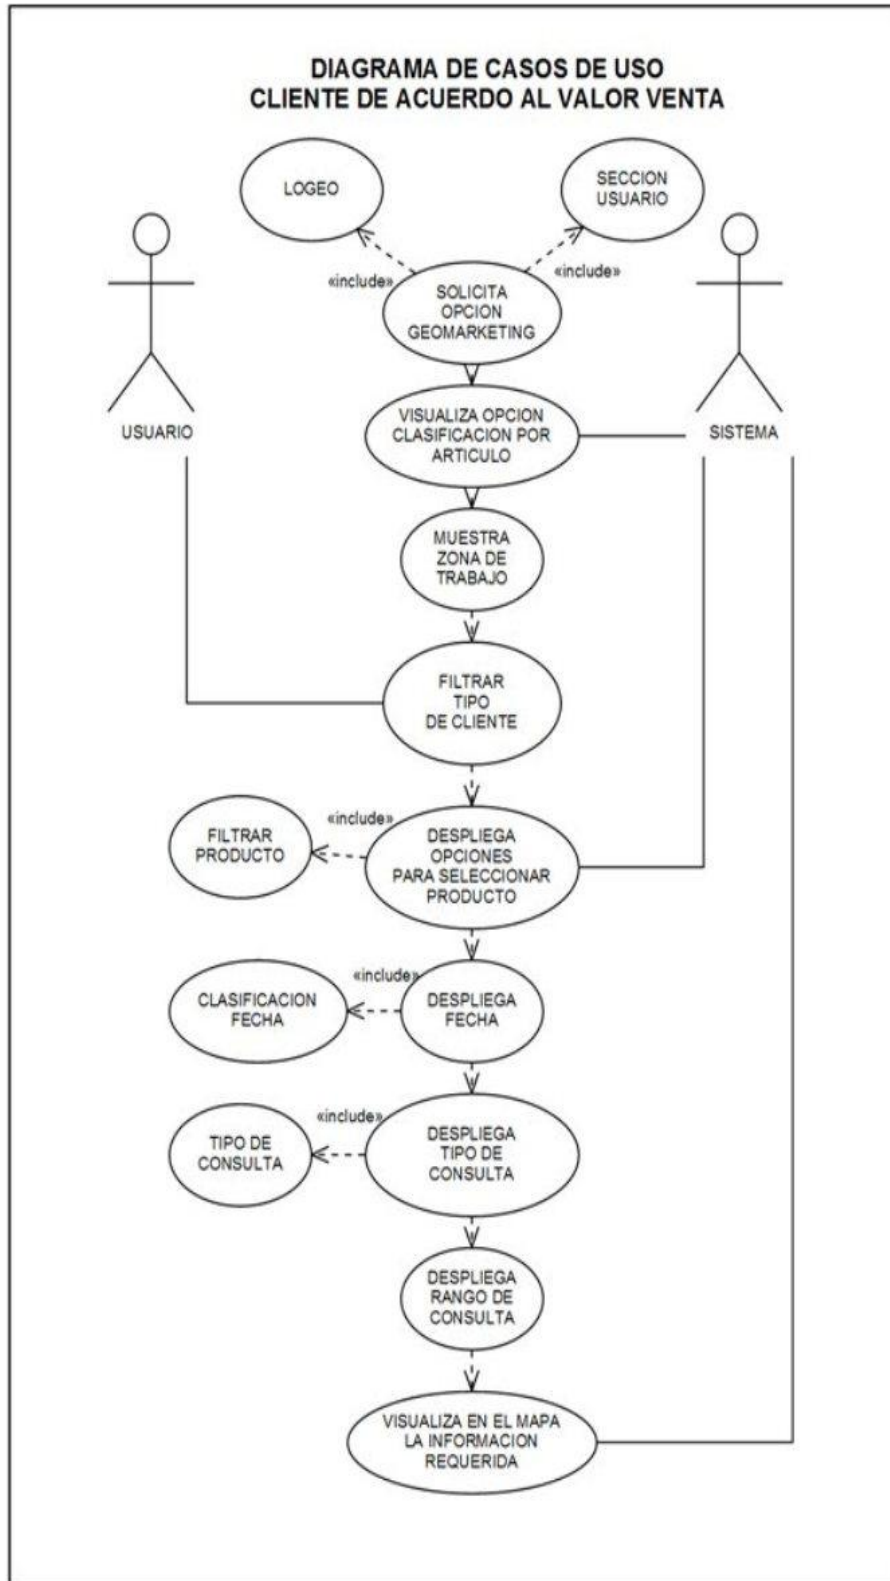 DIAGRAMA DE CASOS DE USO
CLIENTE DE ACUERDO AL VALOR VENTA
LOGEO
SECCION
USUARIO
«include»
«include»
SOLICITA
OPCION
GEOMARKETING
USUARIO
VISUALIZA OPCION
CLASIFICACION POR
ARTICULO
SISTEMA
MUESTRA
ZONA DE
TRABAJO
FILTRAR
TIPO
DE CLIENTE
«include»
FILTRAR
PRODUCTO
DESPLIEGA
OPCIONES
PARA SELECCIONAR
PRODUCTO
«include»
CLASIFICACION
FECHA
DESPLIEGA
FECHA
«include»
TIPO DE
CONSULTA
DESPLIEGA
TIPO DE
CONSULTA
DESPLIEGA
RANGO DE
CONSULTA
VISUALIZA EN EL MAPA
LA INFORMACION
REQUERIDA